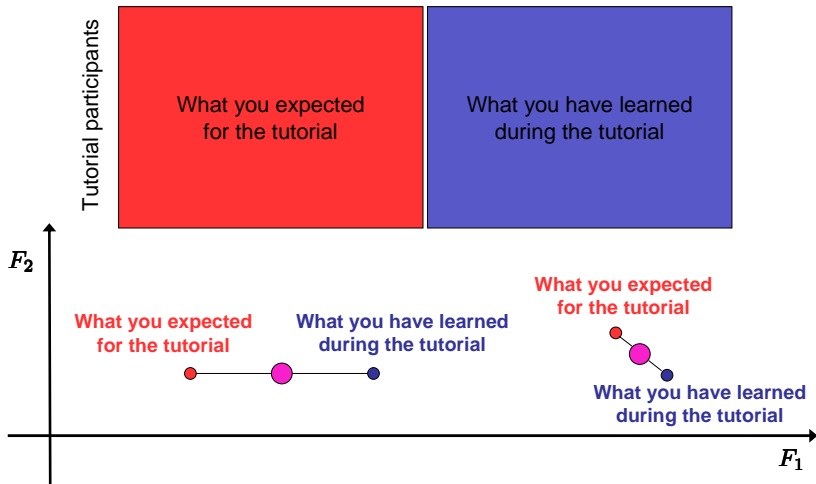 Tutorial participants
What you expected
for the tutorial
What you have learned
during the tutorial
F2
What you expected
for the tutorial
What you have learned
during the tutorial
What you expected
for the tutorial
What you have learned
during the tutorial
F1